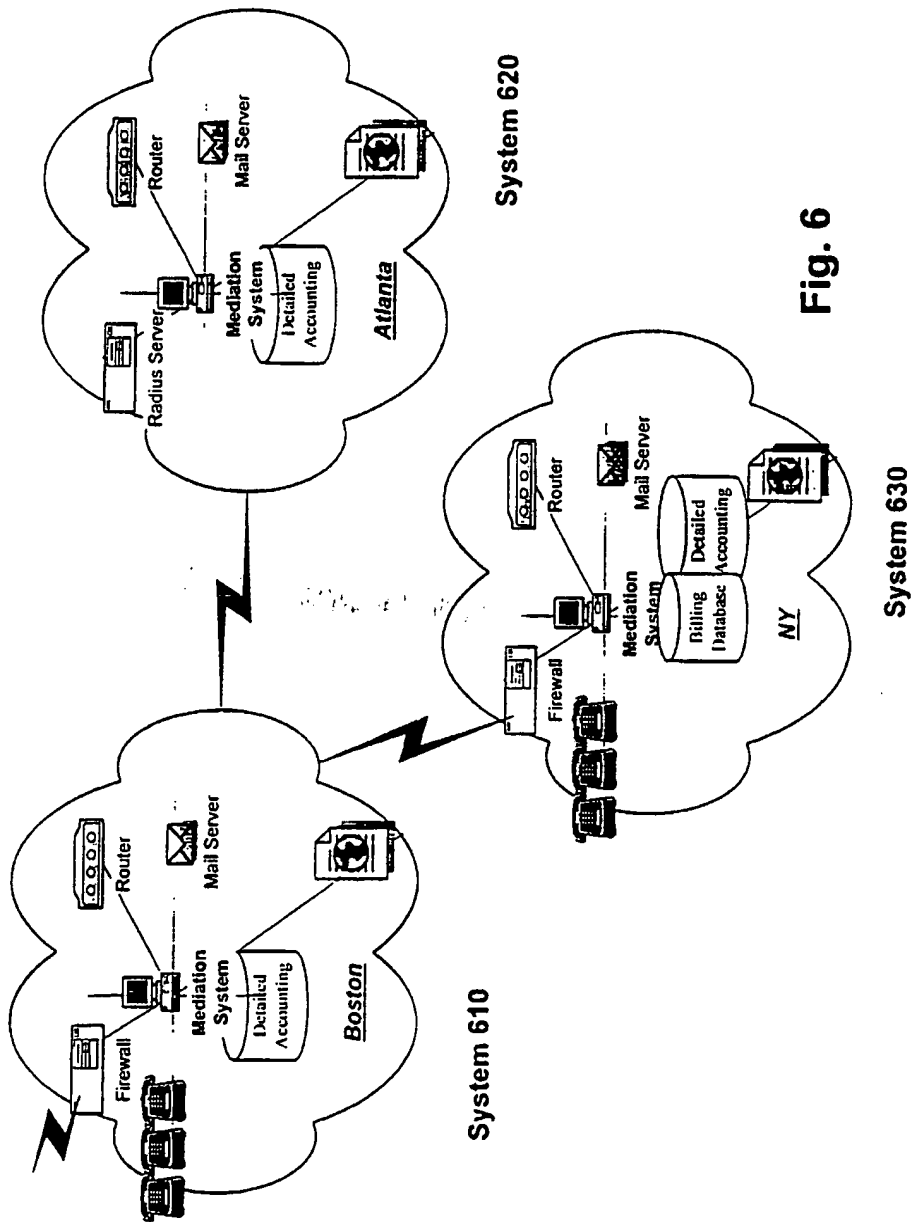 Firewall
Router
Mediation
System
Mail Server
Detailed
Accounting
Boston
System 610
Radius Server
Router
Mediation
System
Mail Server
Detailed
Accounting
Atlanta
System 620
Firewall
Router
Mediation
System
Mail Server
Billing
Database
Detailed
Accounting
NY
System 630
Fig. 6